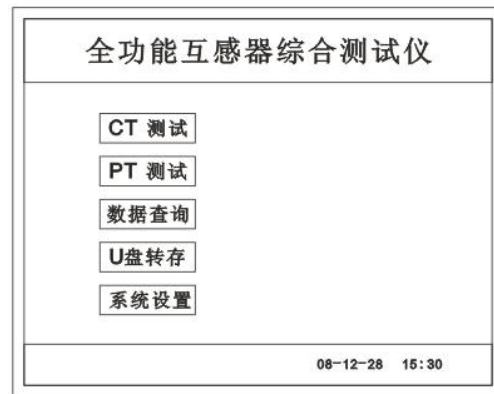 全功能互感器综合测试仪
CT 测试
PT 测试
数据查询
U盘转存
系统设置
08-12-28 15:30